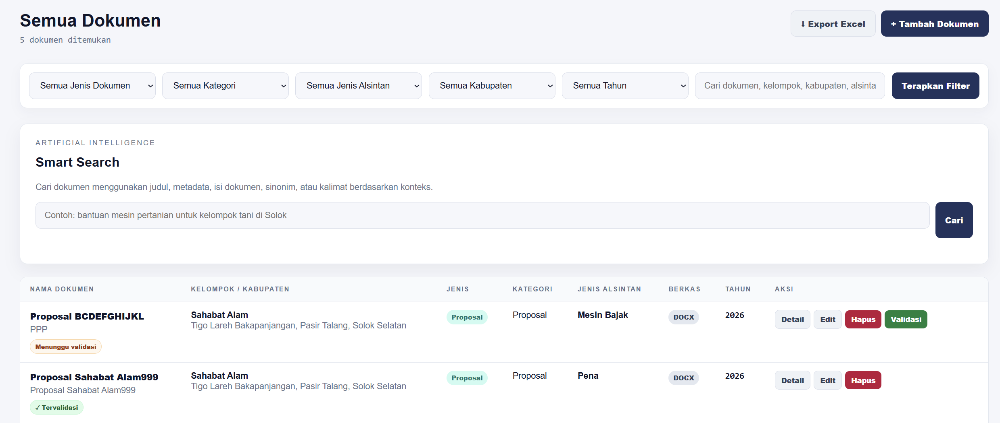 Semua Dokumen
5 dokumen ditemukan
⬇ Export Excel
+ Tambah Dokumen
Semua Jenis Dokumen
Semua Kategori
Semua Jenis Alsintan
Semua Kabupaten
Semua Tahun
Cari dokumen, kelompok, kabupaten, alsinta
Terapkan Filter
ARTIFICIAL INTELLIGENCE
Smart Search
Cari dokumen menggunakan judul, metadata, isi dokumen, sinonim, atau kalimat berdasarkan konteks.
Contoh: bantuan mesin pertanian untuk kelompok tani di Solok
Cari
NAMA DOKUMEN KELOMPOK / KABUPATEN JENIS KATEGORI JENIS ALSINTAN BERKAS TAHUN AKSI
Proposal BCDEFGHIJKL
PPP
Menunggu validasi
Sahabat Alam
Tigo Lareh Bakapanjangan, Pasir Talang, Solok Selatan
Proposal
Proposal
Mesin Bajak
DOCX
2026
Detail Edit Hapus Validasi
Proposal Sahabat Alam999
Proposal Sahabat Alam999
✓ Tervalidasi
Sahabat Alam
Tigo Lareh Bakapanjangan, Pasir Talang, Solok Selatan
Proposal
Proposal
Pena
DOCX
2026
Detail Edit Hapus